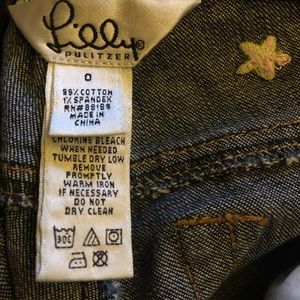 Lilly®
PULITZER
0
99% COTTON
1% SPANDEX
MADE IN
CHINA
CHLORINE BLEACH
WHEN NEEDED
TUMBLE DRY LOW
REMOVE
PROMPTLY
WARM IRON
IF NECESSARY
DO NOT
DRY CLEAN